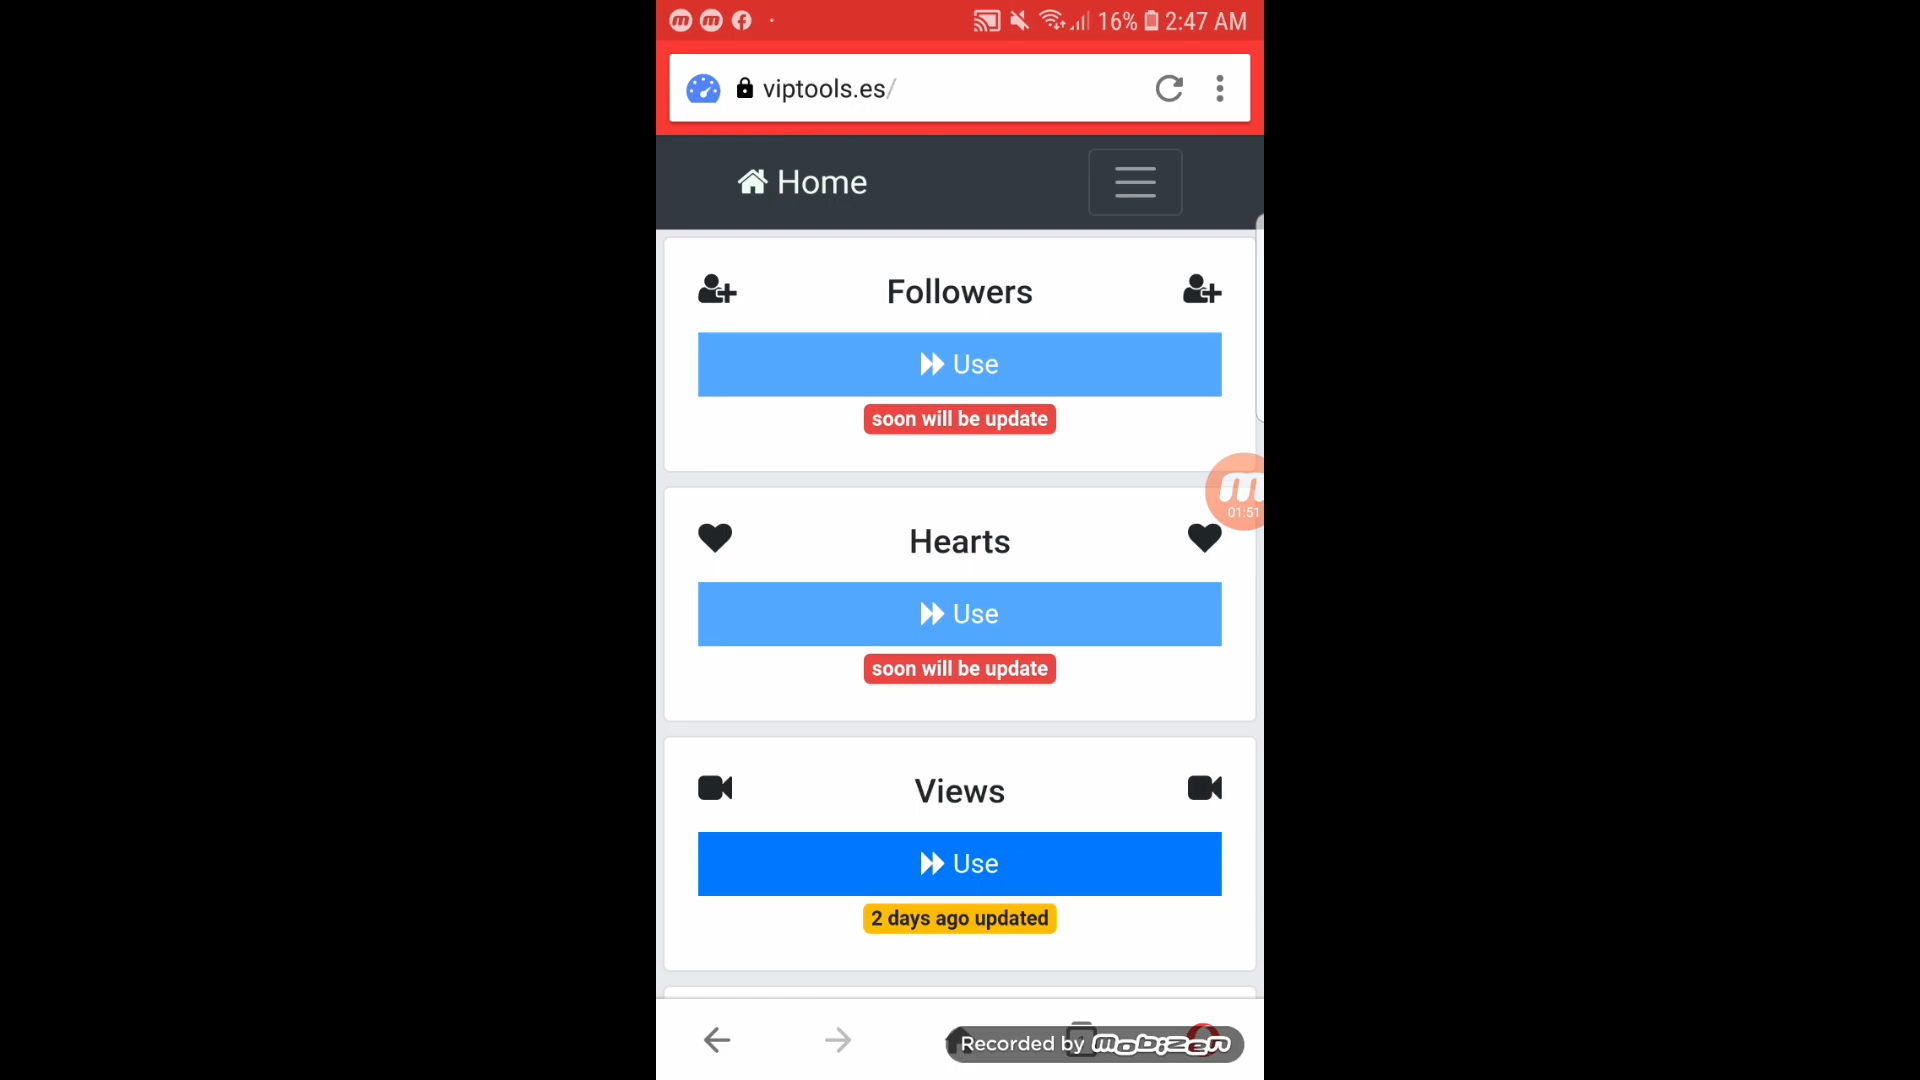 16% 2:47 AM
viptools.es/
Home
Followers
Use
soon will be update
01:51
Hearts
Use
soon will be update
Views
Use
2 days ago updated
Recorded by mobizen